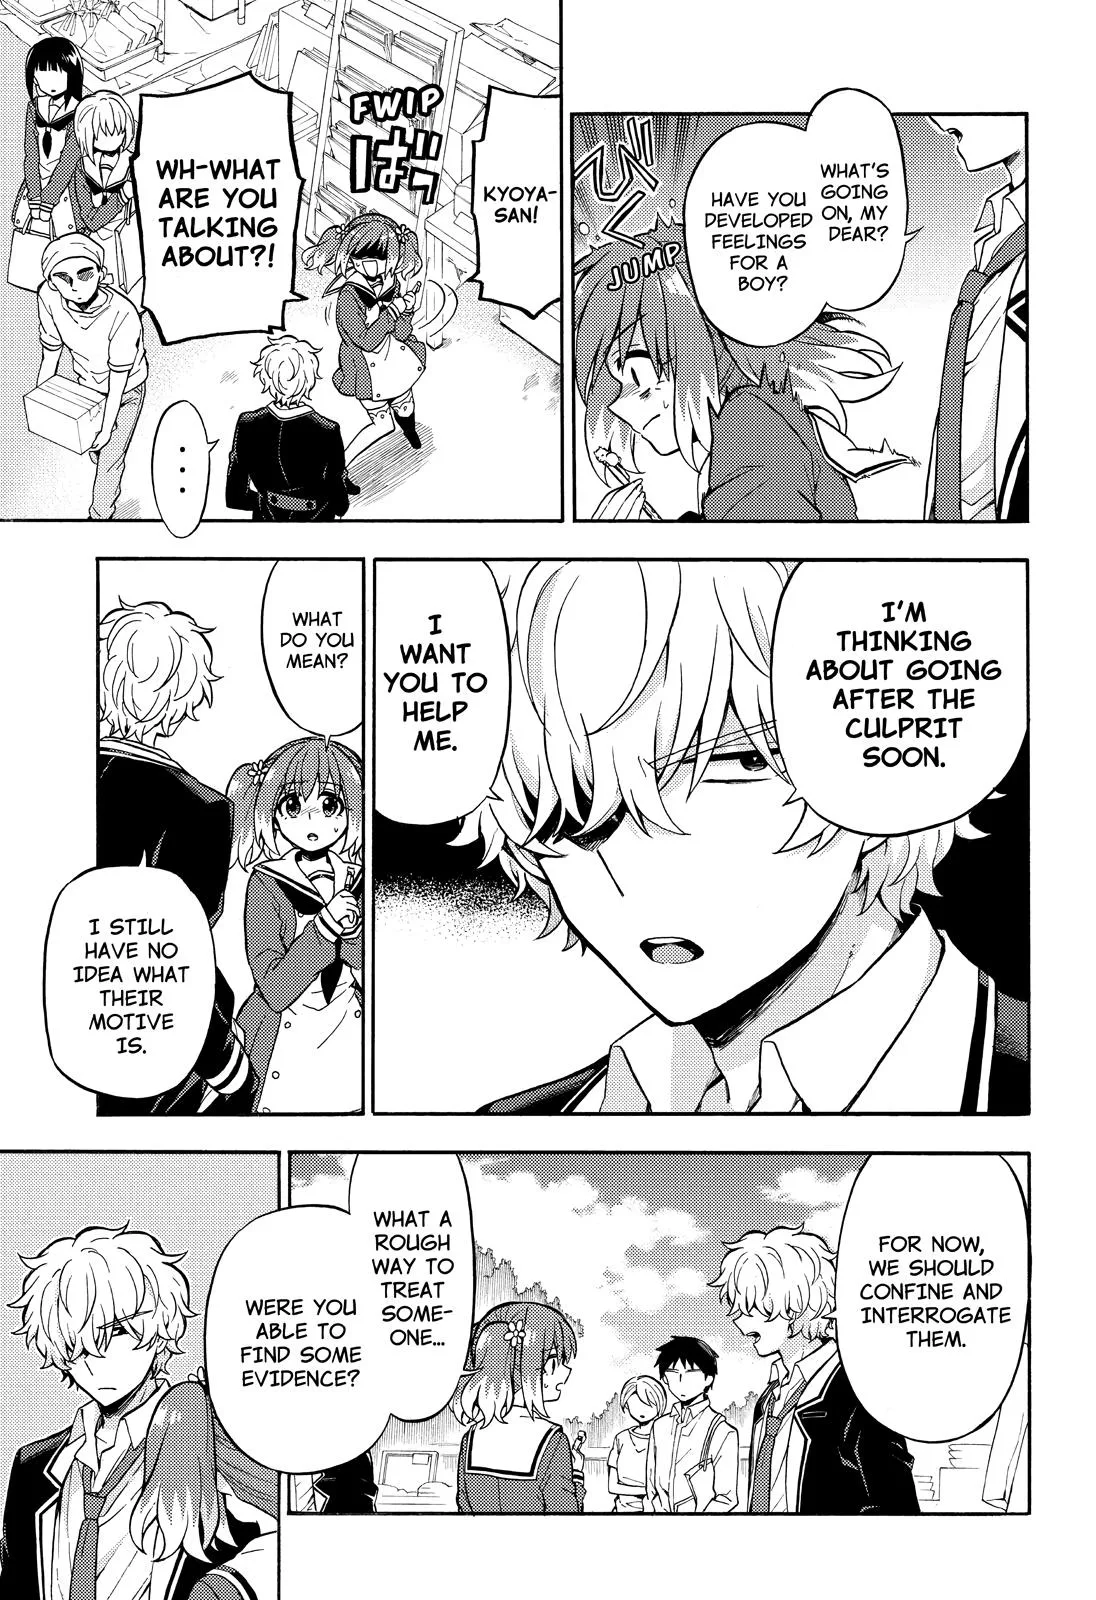 WHAT'S
GOING
ON, MY
DEAR?
HAVE YOU
DEVELOPED
FEELINGS
FOR A
BOY?
ビクッ
JUMP
KYOYA-
SAN!
FWIP
ばっ
WH-WHAT
ARE YOU
TALKING
ABOUT?!
...
I'M
THINKING
ABOUT GOING
AFTER THE
CULPRIT
SOON.
I
WANT
YOU TO
HELP
ME.
WHAT
DO YOU
MEAN?
I STILL
HAVE NO
IDEA WHAT
THEIR
MOTIVE
IS.
FOR NOW,
WE SHOULD
CONFINE AND
INTERROGATE
THEM.
WHAT A
ROUGH
WAY TO
TREAT
SOME-
ONE...
WERE YOU
ABLE TO
FIND SOME
EVIDENCE?